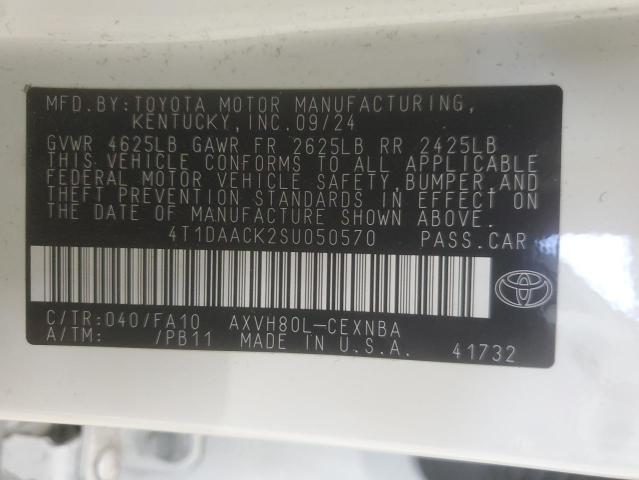 MFD.BY:TOYOTA MOTOR MANUFACTURING,
KENTUCKY,INC.09/24
GVWR 4625LB GAWR FR 2625LB RR 2425LB
THIS VEHICLE CONFORMS TO ALL APPLICABLE
FEDERAL MOTOR VEHICLE SAFETY,BUMPER,AND
THEFT PREVENTION STANDARDS IN EFFECT ON
THE DATE OF MANUFACTURE SHOWN ABOVE.
4T1DAACK2SU050570 PASS.CAR
C/TR:040/FA10 AXVH80L-CEXNBA
A/TM: /PB11 MADE IN U.S.A. 41732